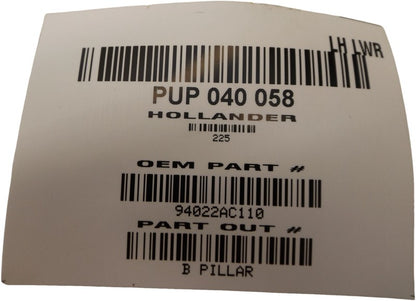 LH LWR
PUP 040 058
HOLLANDER
225
OEM PART #
94022AC110
PART OUT #
B PILLAR